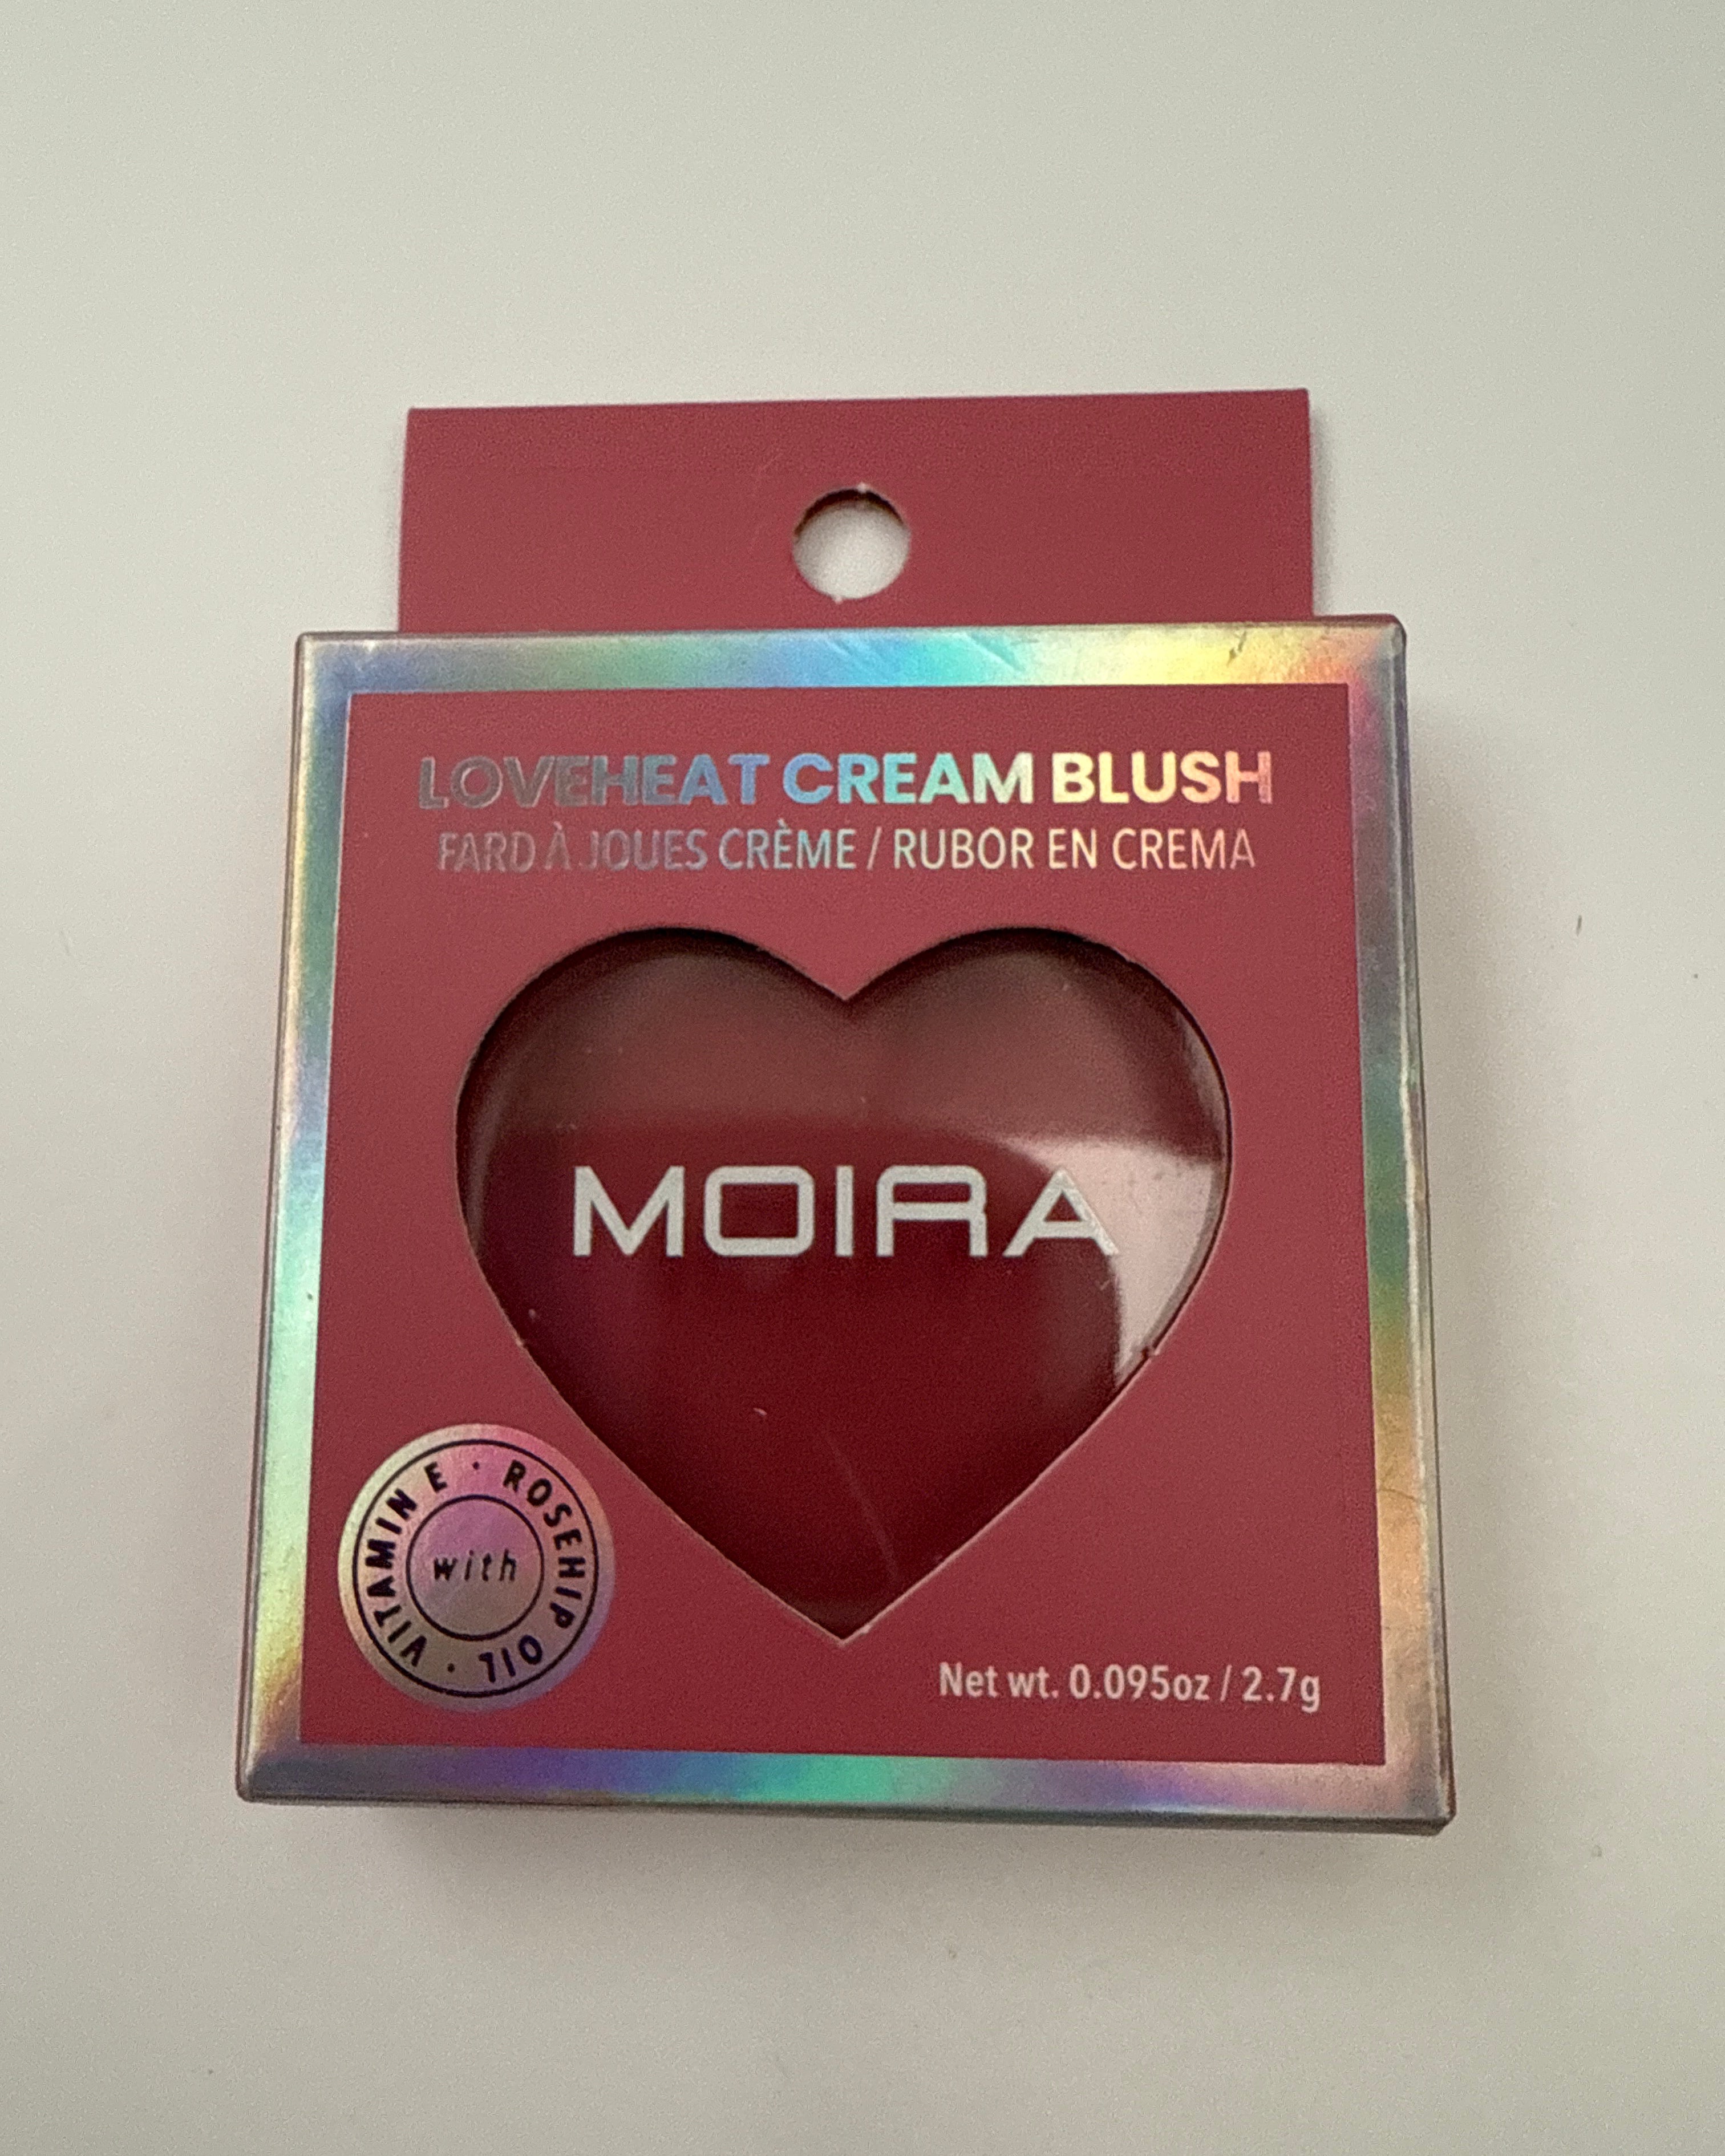 LOVEHEAT CREAM BLUSH
FARD À JOUES CRÈME / RUBOR EN CREMA
MOIRA
VITAMIN E · ROSEHIP OIL ·
with
Net wt. 0.095oz / 2.7g